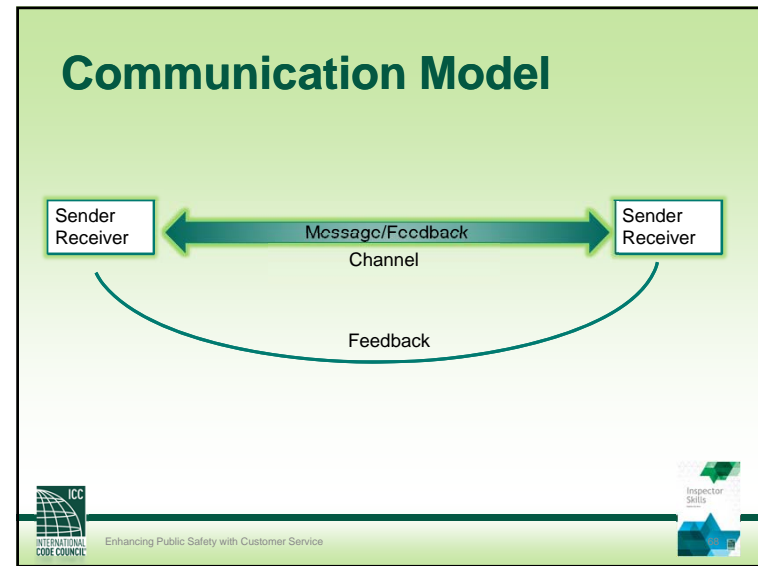 Communication Model
Sender
Receiver
Message/Feedback
Sender
Receiver
Channel
Feedback
ICC
INTERNATIONAL
CODE COUNCIL
Enhancing Public Safety with Customer Service
Inspector
Skills